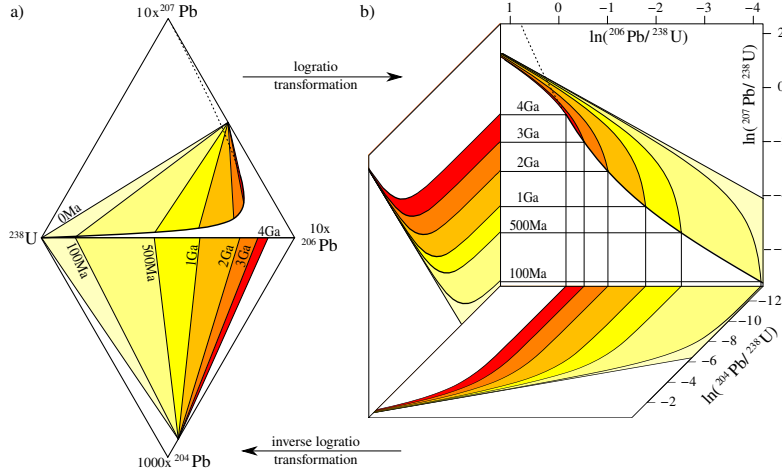 a)
10x²⁰⁷Pb
0Ma
²³⁸U
100Ma
500Ma
1Ga
2Ga
3Ga
4Ga
10x
²⁰⁶Pb
1000x²⁰⁴Pb
logratio
transformation
inverse logratio
transformation
b)
1 0 −1 −2 −3 −4
ln(²⁰⁶Pb/²³⁸U)
2
0
ln(²⁰⁷Pb/²³⁸U)
4Ga
3Ga
2Ga
1Ga
500Ma
100Ma
−12
−10
−8
−6
−4
−2
ln(²⁰⁴Pb/²³⁸U)